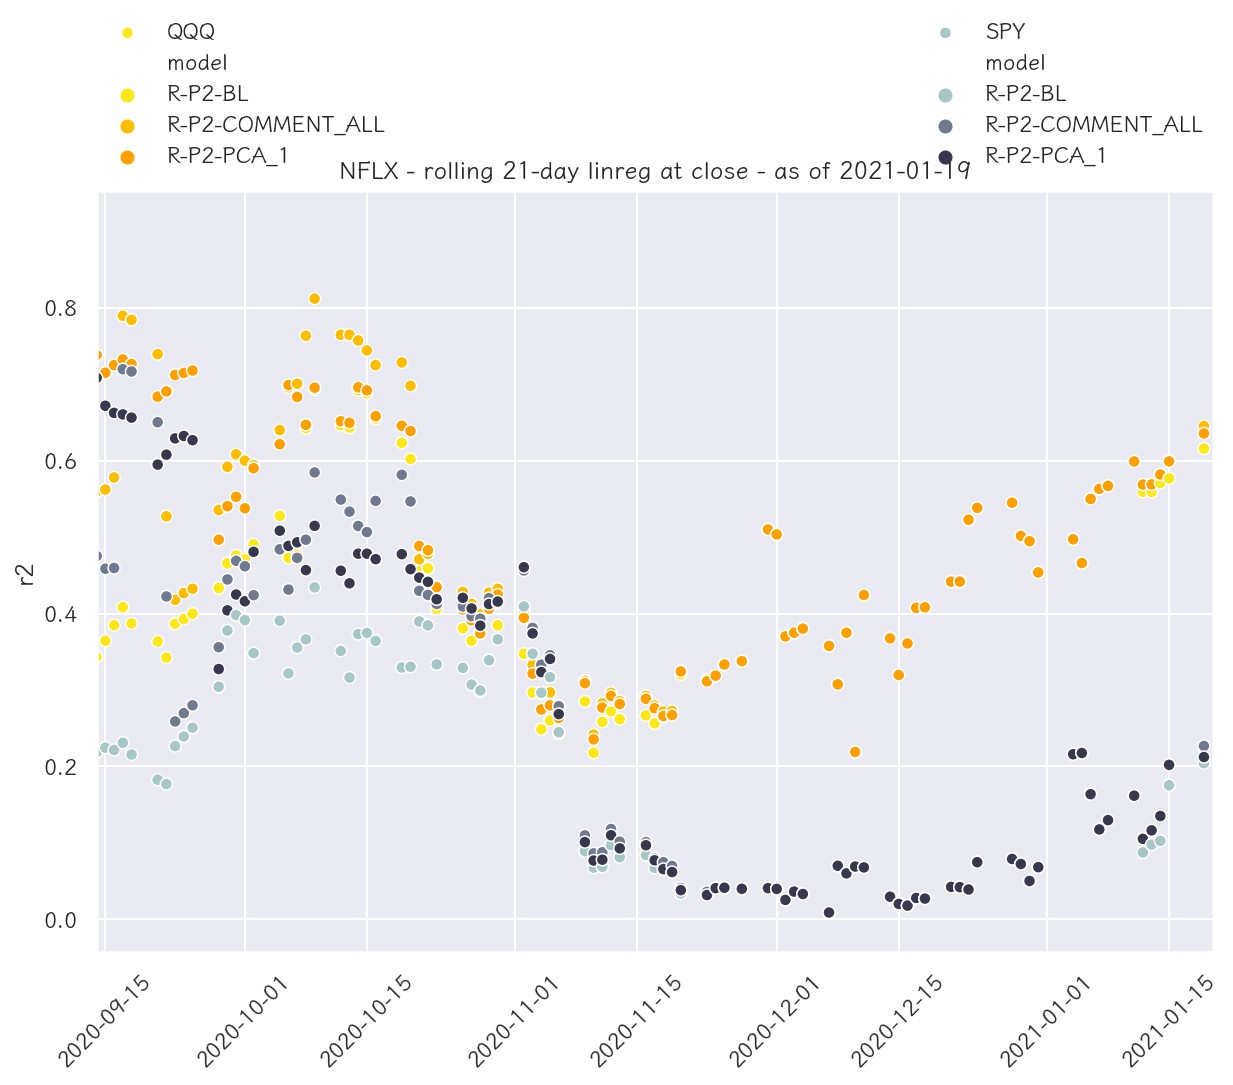 QQQ
model
R-P2-BL
R-P2-COMMENT_ALL
R-P2-PCA_1
SPY
model
R-P2-BL
R-P2-COMMENT_ALL
R-P2-PCA_1
NFLX - rolling 21-day linreg at close - as of 2021-01-19
r2
0.8
0.6
0.4
0.2
0.0
2020-09-15
2020-10-01
2020-10-15
2020-11-01
2020-11-15
2020-12-01
2020-12-15
2021-01-01
2021-01-15